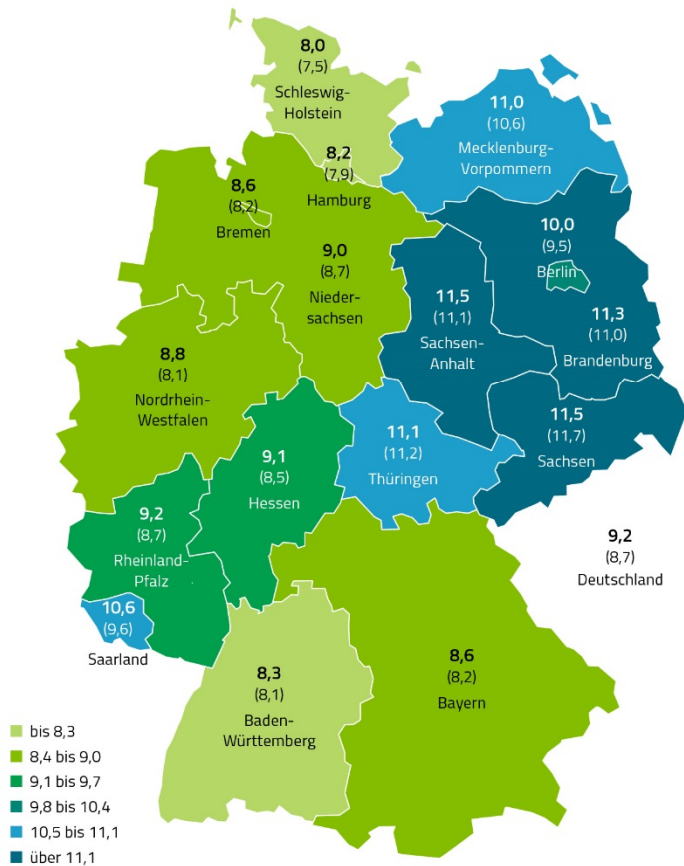 8,0
(7,5)
Schleswig-
Holstein
11,0
(10,6)
Mecklenburg-
Vorpommern
8,2
(7,9)
Hamburg
8,6
(8,2)
Bremen
9,0
(8,7)
Nieder-
sachsen
10,0
(9,5)
Berlin
11,5
(11,1)
Sachsen-
Anhalt
11,3
(11,0)
Brandenburg
8,8
(8,1)
Nordrhein-
Westfalen
9,1
(8,5)
Hessen
11,1
(11,2)
Thüringen
11,5
(11,7)
Sachsen
9,2
(8,7)
Rheinland-
Pfalz
9,2
(8,7)
Deutschland
10,6
(9,6)
Saarland
8,3
(8,1)
Baden-
Württemberg
8,6
(8,2)
Bayern
bis 8,3
8,4 bis 9,0
9,1 bis 9,7
9,8 bis 10,4
10,5 bis 11,1
über 11,1